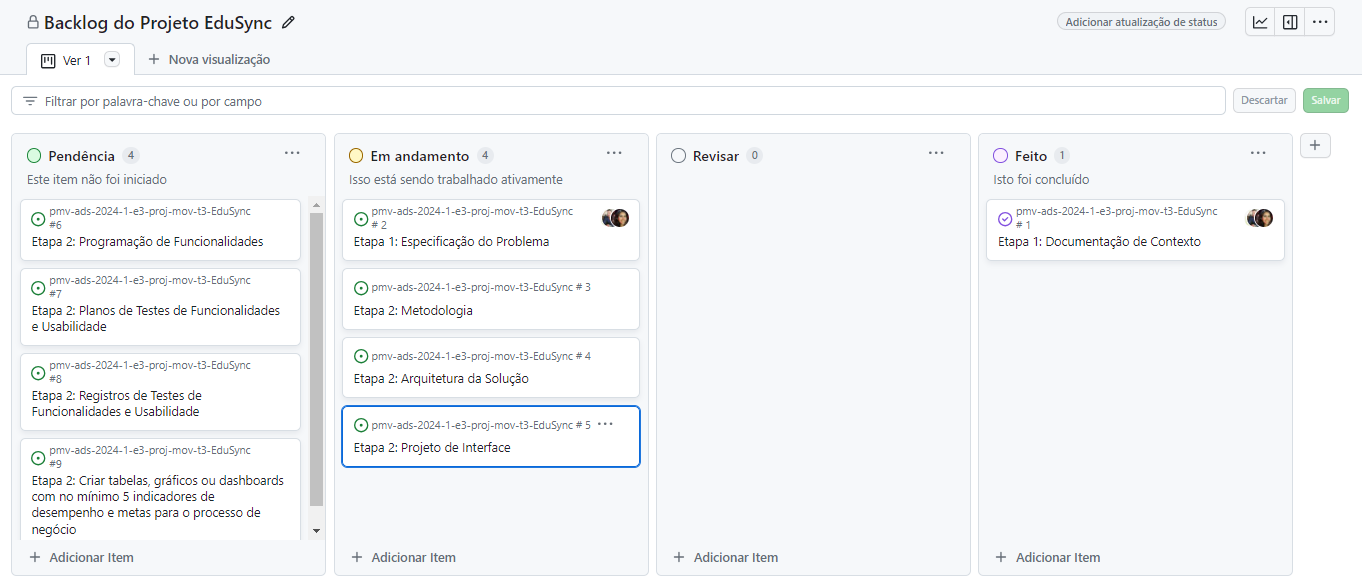 Backlog do Projeto EduSync
Adicionar atualização de status
Ver 1
Nova visualização
Filtrar por palavra-chave ou por campo
Descartar
Salvar
Pendência 4
Este item não foi iniciado
pmv-ads-2024-1-e3-proj-mov-t3-EduSync
#6
Etapa 2: Programação de Funcionalidades
pmv-ads-2024-1-e3-proj-mov-t3-EduSync
#7
Etapa 2: Planos de Testes de Funcionalidades
e Usabilidade
pmv-ads-2024-1-e3-proj-mov-t3-EduSync
#8
Etapa 2: Registros de Testes de
Funcionalidades e Usabilidade
pmv-ads-2024-1-e3-proj-mov-t3-EduSync
#9
Etapa 2: Criar tabelas, gráficos ou dashboards
com no mínimo 5 indicadores de
desempenho e metas para o processo de
negócio
Adicionar Item
Em andamento 4
Isso está sendo trabalhado ativamente
pmv-ads-2024-1-e3-proj-mov-t3-EduSync
# 2
Etapa 1: Especificação do Problema
pmv-ads-2024-1-e3-proj-mov-t3-EduSync # 3
Etapa 2: Metodologia
pmv-ads-2024-1-e3-proj-mov-t3-EduSync # 4
Etapa 2: Arquitetura da Solução
pmv-ads-2024-1-e3-proj-mov-t3-EduSync # 5
Etapa 2: Projeto de Interface
Adicionar Item
Revisar 0
Adicionar Item
Feito 1
Isto foi concluído
pmv-ads-2024-1-e3-proj-mov-t3-EduSync
# 1
Etapa 1: Documentação de Contexto
Adicionar Item